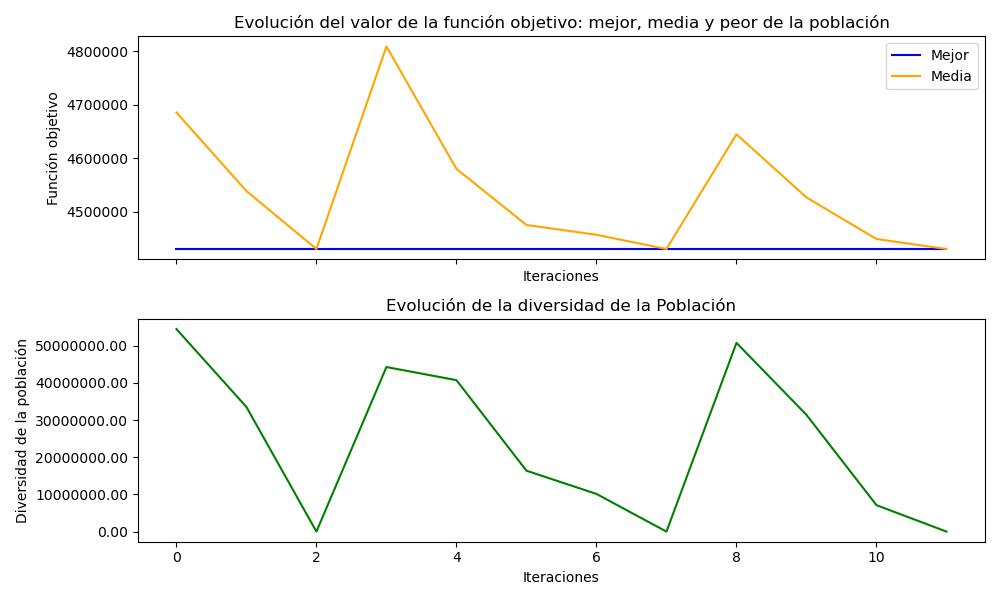 Evolución del valor de la función objetivo: mejor, media y peor de la población
Función objetivo
4800000
4700000
4600000
4500000
Mejor
Media
Iteraciones
Evolución de la diversidad de la Población
Diversidad de la población
50000000.00
40000000.00
30000000.00
20000000.00
10000000.00
0.00
0 2 4 6 8 10
Iteraciones